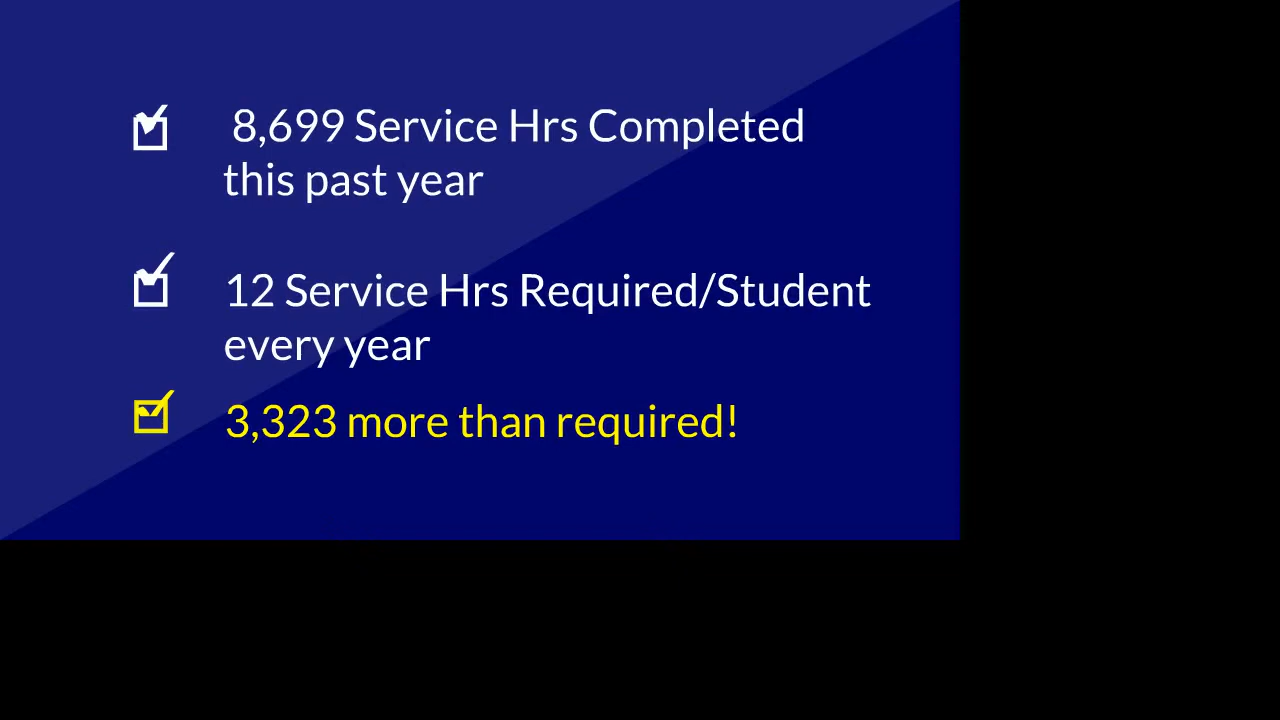 8,699 Service Hrs Completed
this past year
12 Service Hrs Required/Student
every year
3,323 more than required!